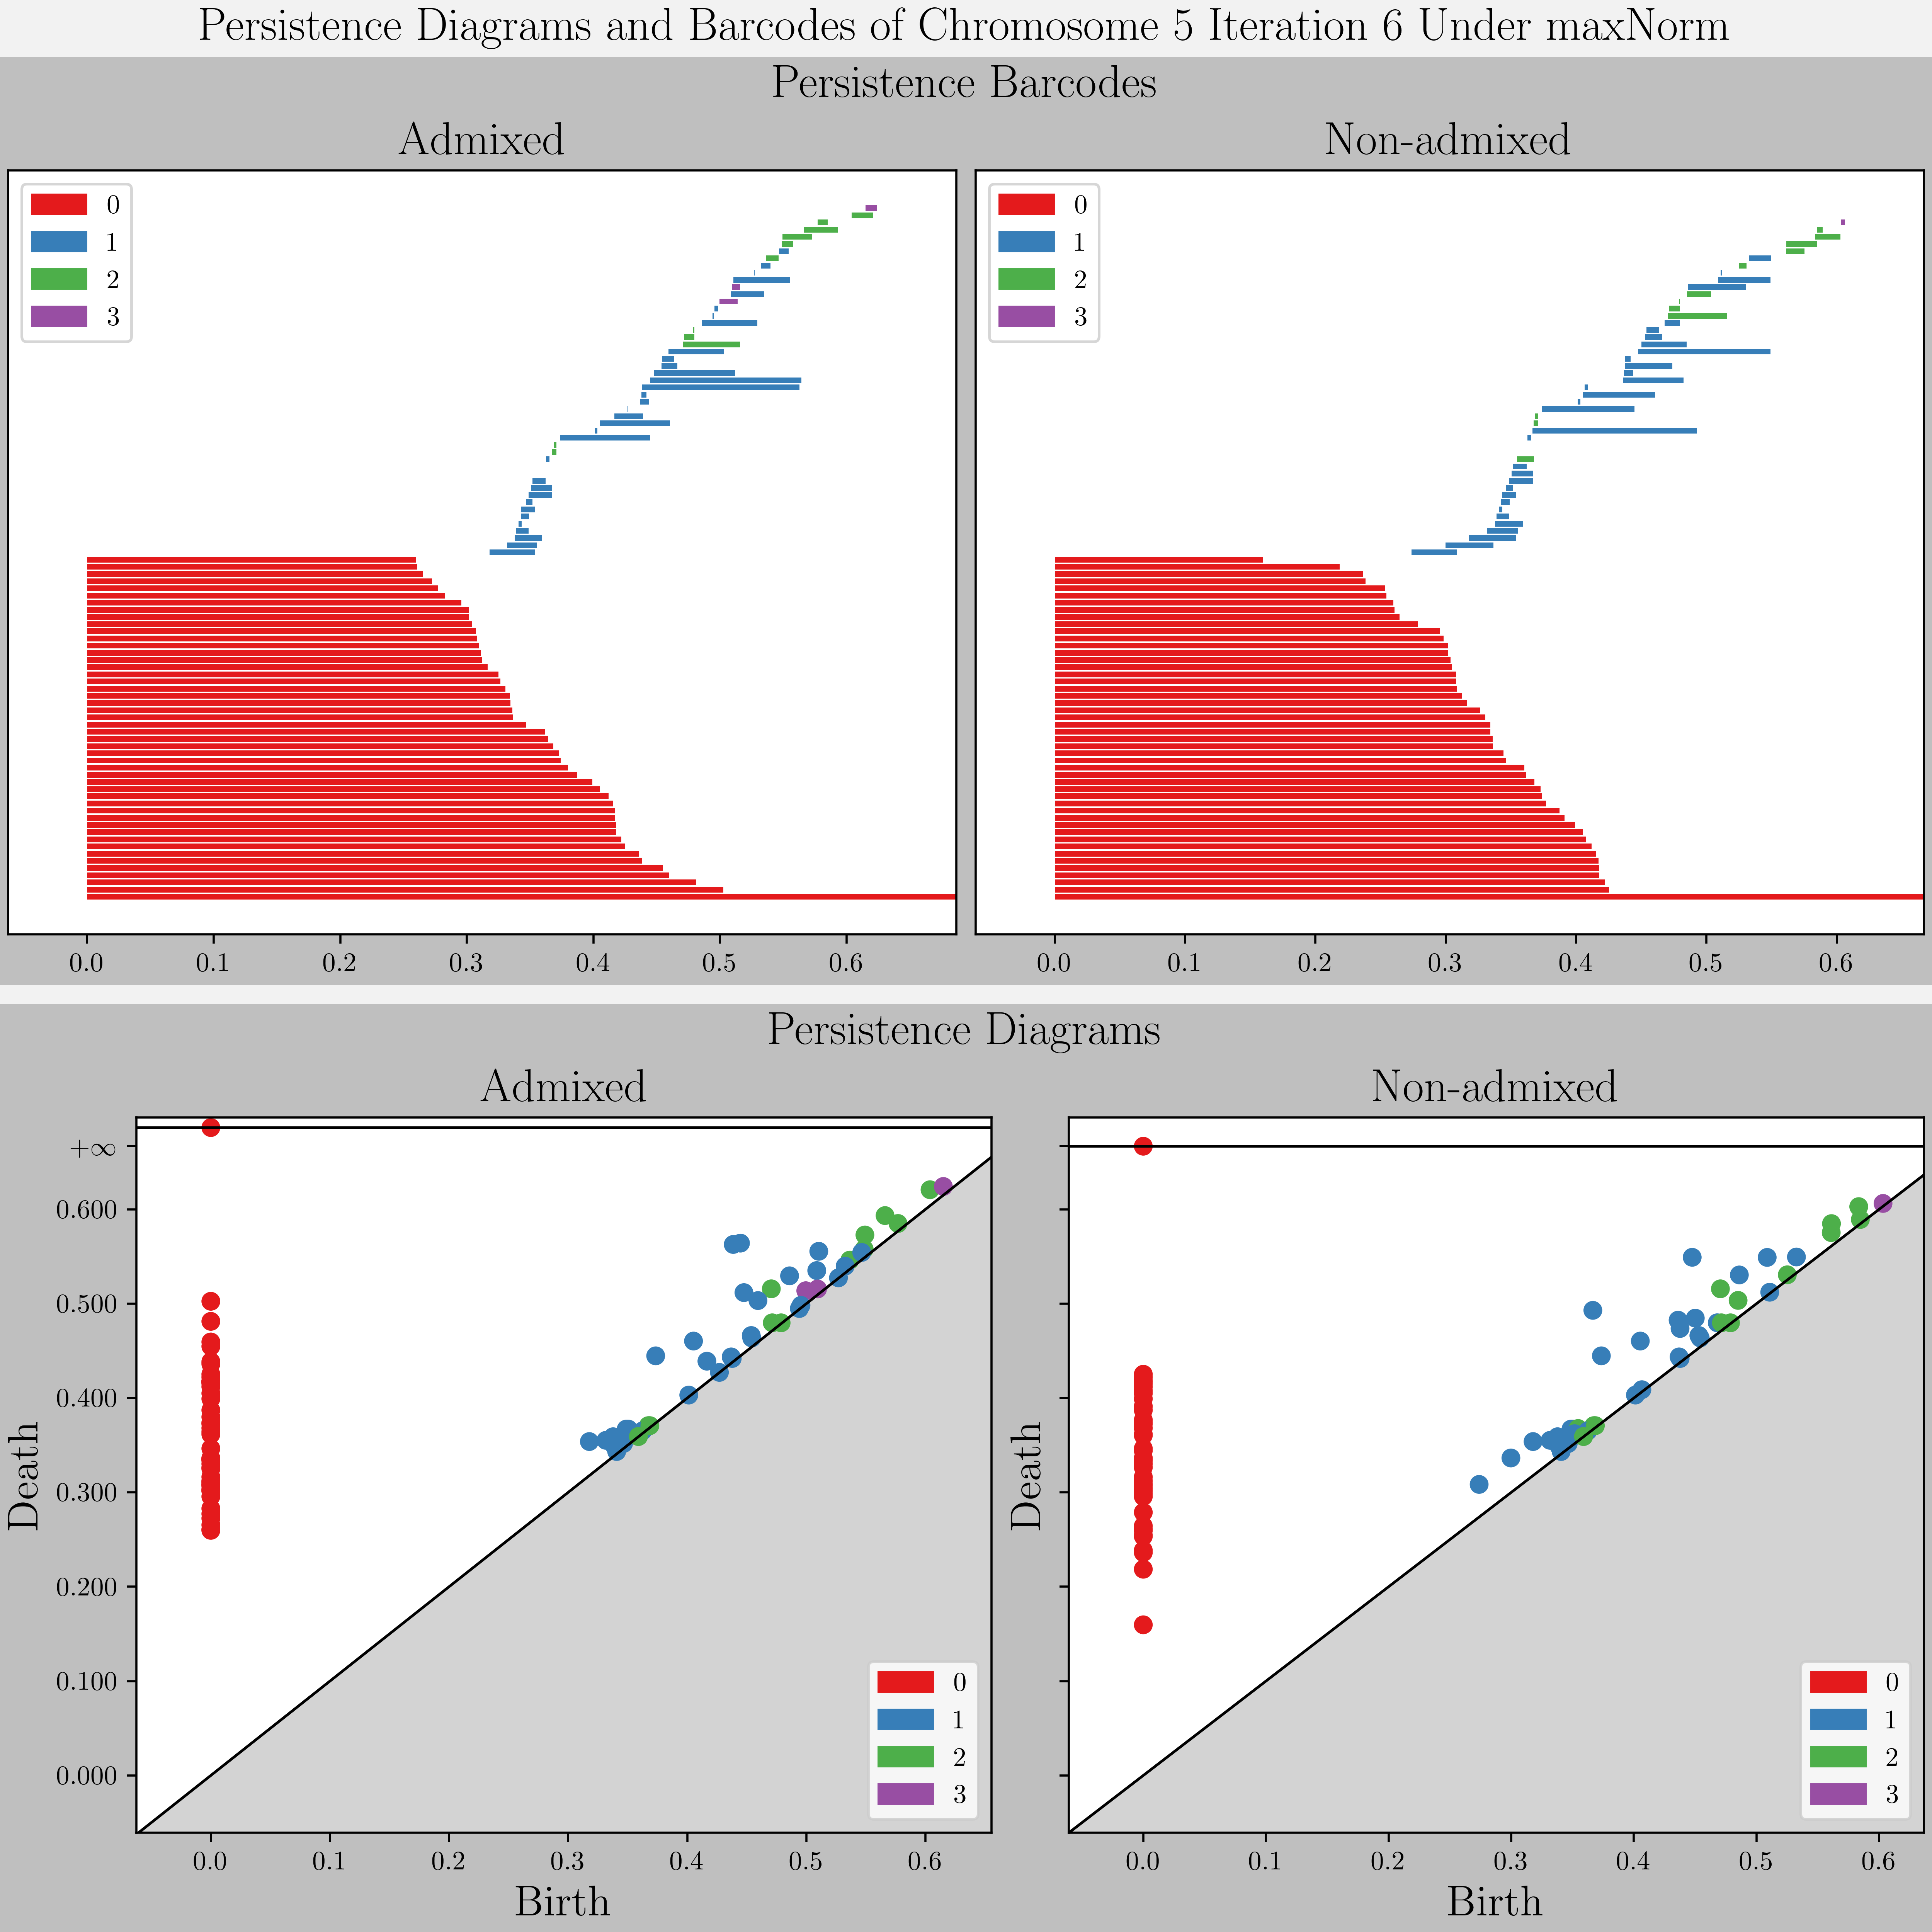 Persistence Diagrams and Barcodes of Chromosome 5 Iteration 6 Under maxNorm
Persistence Barcodes
Admixed
0
1
2
3
0.0 0.1 0.2 0.3 0.4 0.5 0.6
Non-admixed
0
1
2
3
0.0 0.1 0.2 0.3 0.4 0.5 0.6
Persistence Diagrams
Admixed
Death
+∞
0.600
0.500
0.400
0.300
0.200
0.100
0.000
0
1
2
3
0.0 0.1 0.2 0.3 0.4 0.5 0.6
Birth
Non-admixed
Death
0
1
2
3
0.0 0.1 0.2 0.3 0.4 0.5 0.6
Birth